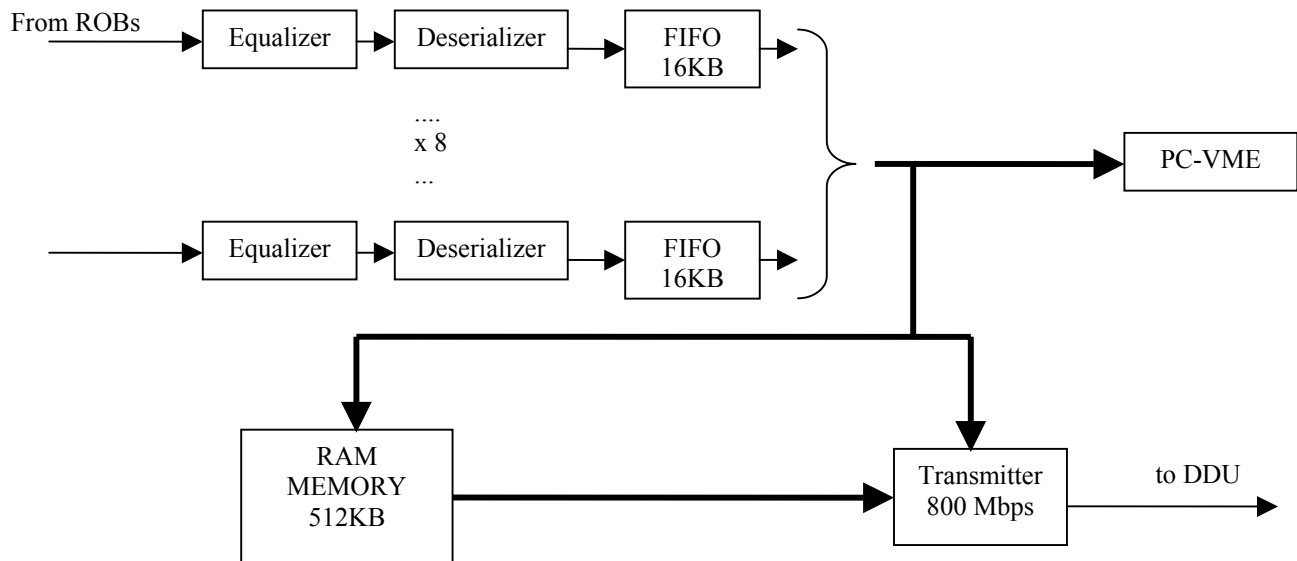 From ROBs
Equalizer
Deserializer
FIFO
16KB
....
x 8
...
PC-VME
Equalizer
Deserializer
FIFO
16KB
RAM
MEMORY
512KB
Transmitter
800 Mbps
to DDU